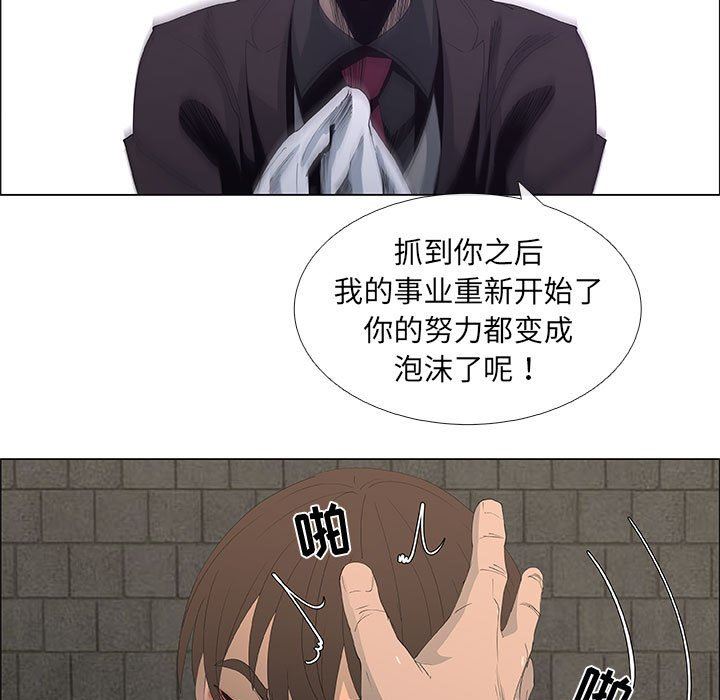 抓到你之后
我的事业重新开始了
你的努力都变成
泡沫了呢！
啪
啪